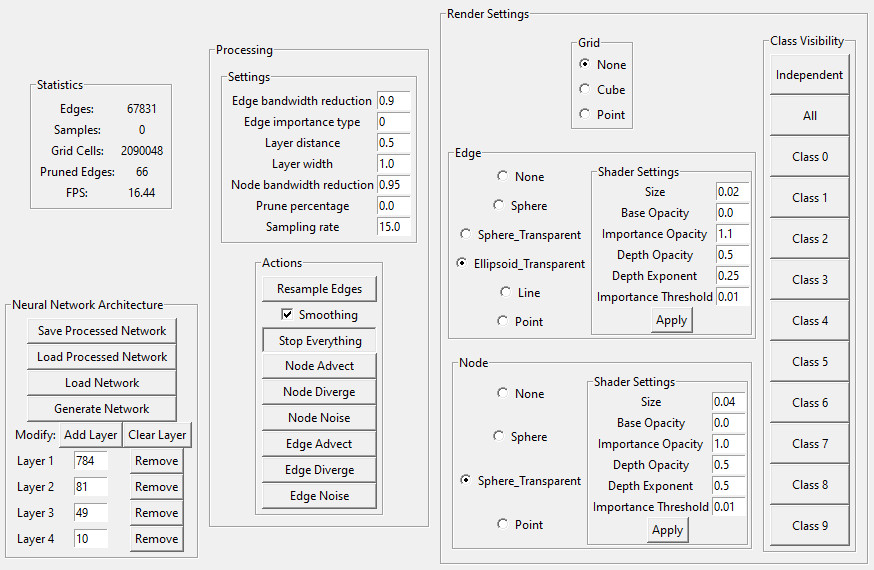 Statistics
Edges: 67831
Samples: 0
Grid Cells: 2090048
Pruned Edges: 66
FPS: 16.44
Neural Network Architecture
Save Processed Network
Load Processed Network
Load Network
Generate Network
Modify: Add Layer Clear Layer
Layer 1 784 Remove
Layer 2 81 Remove
Layer 3 49 Remove
Layer 4 10 Remove
Processing
Settings
Edge bandwidth reduction 0.9
Edge importance type 0
Layer distance 0.5
Layer width 1.0
Node bandwidth reduction 0.95
Prune percentage 0.0
Sampling rate 15.0
Actions
Resample Edges
Smoothing
Stop Everything
Node Advect
Node Diverge
Node Noise
Edge Advect
Edge Diverge
Edge Noise
Render Settings
Grid
None
Cube
Point
Edge
None
Sphere
Sphere_Transparent
Ellipsoid_Transparent
Line
Point
Shader Settings
Size 0.02
Base Opacity 0.0
Importance Opacity 1.1
Depth Opacity 0.5
Depth Exponent 0.25
Importance Threshold 0.01
Apply
Node
None
Sphere
Sphere_Transparent
Point
Shader Settings
Size 0.04
Base Opacity 0.0
Importance Opacity 1.0
Depth Opacity 0.5
Depth Exponent 0.5
Importance Threshold 0.01
Apply
Class Visibility
Independent
All
Class 0
Class 1
Class 2
Class 3
Class 4
Class 5
Class 6
Class 7
Class 8
Class 9